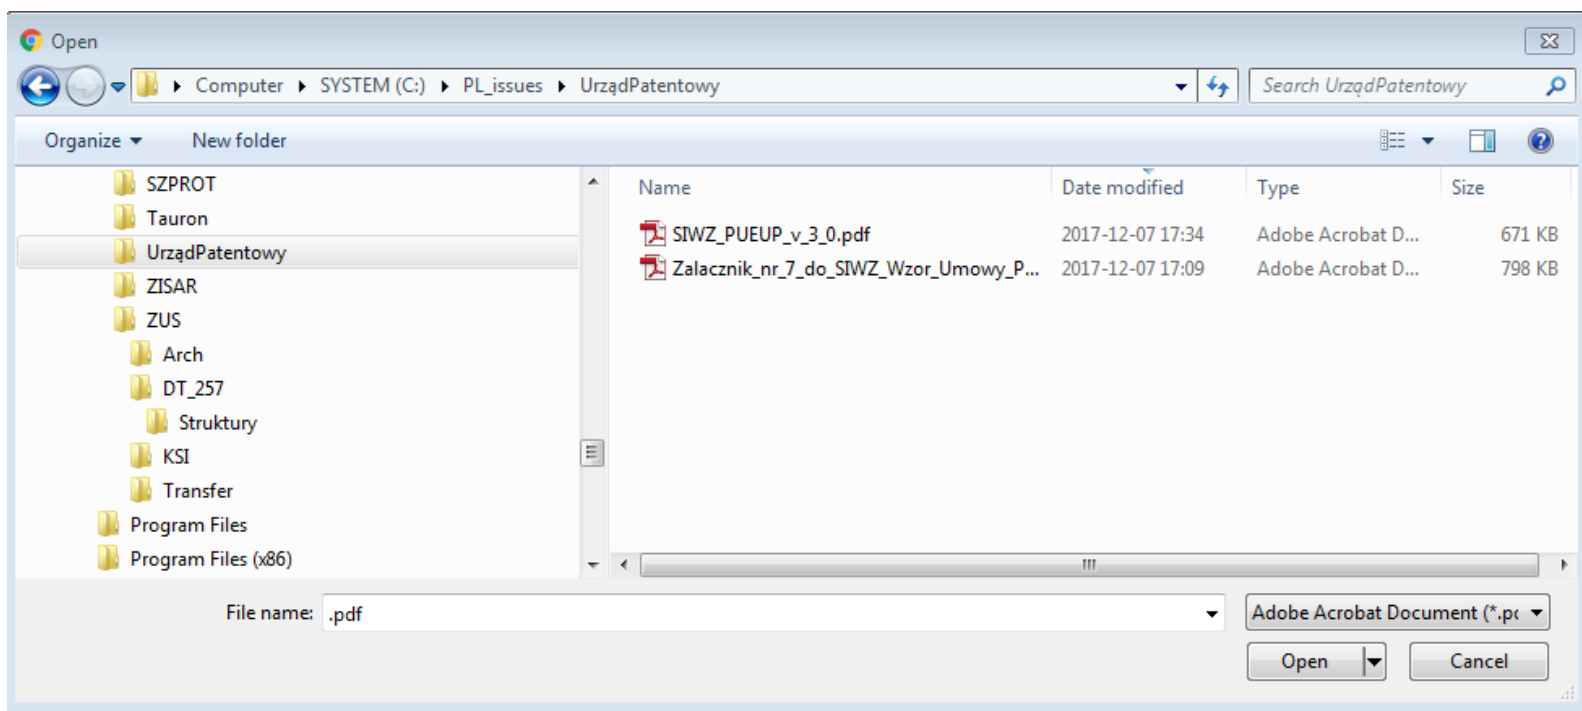 Open
Computer ▸ SYSTEM (C:) ▸ PL_issues ▸ UrządPatentowy
Search UrządPatentowy
Organize New folder
SZPROT
Tauron
UrządPatentowy
ZISAR
ZUS
Arch
DT_257
Struktury
KSI
Transfer
Program Files
Program Files (x86)
Name Date modified Type Size
SIWZ_PUEUP_v_3_0.pdf 2017-12-07 17:34 Adobe Acrobat D... 671 KB
Zalacznik_nr_7_do_SIWZ_Wzor_Umowy_P... 2017-12-07 17:09 Adobe Acrobat D... 798 KB
File name: .pdf
Adobe Acrobat Document (*.pc
Open Cancel